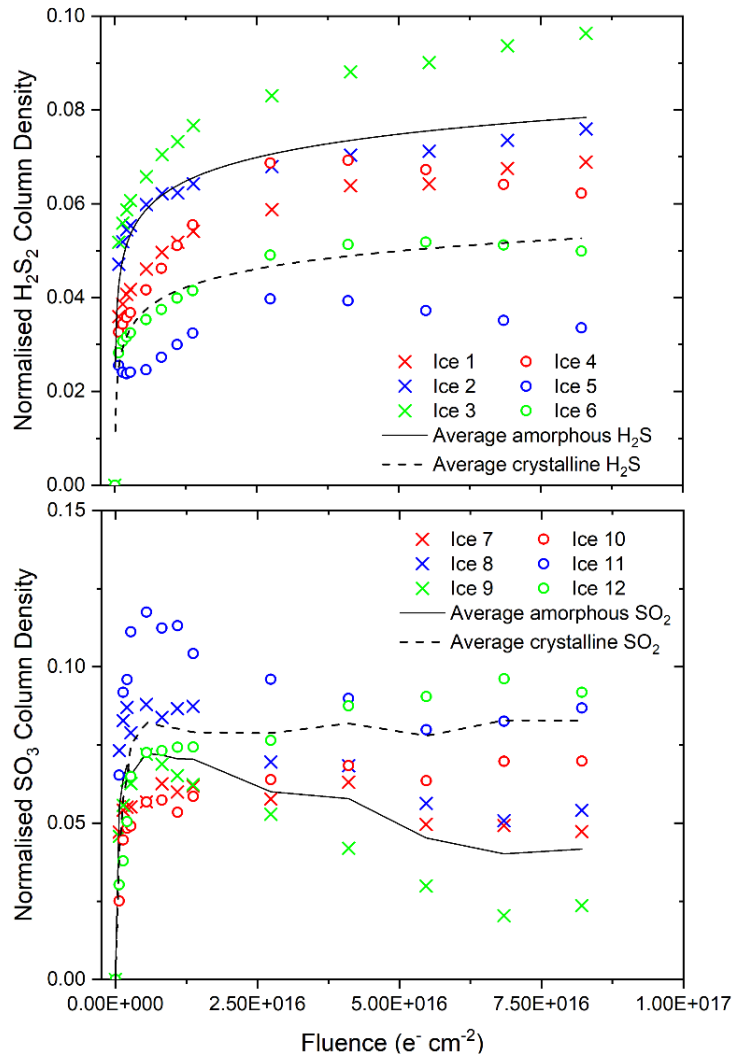 0.10
0.08
0.06
0.04
0.02
0.00
Normalised H₂S₂ Column Density
Ice 1 Ice 4
Ice 2 Ice 5
Ice 3 Ice 6
Average amorphous H₂S
Average crystalline H₂S
0.15
0.10
0.05
0.00
Normalised SO₃ Column Density
Ice 7 Ice 10
Ice 8 Ice 11
Ice 9 Ice 12
Average amorphous SO₂
Average crystalline SO₂
0.00E+000 2.50E+016 5.00E+016 7.50E+016 1.00E+017
Fluence (e⁻ cm⁻²)